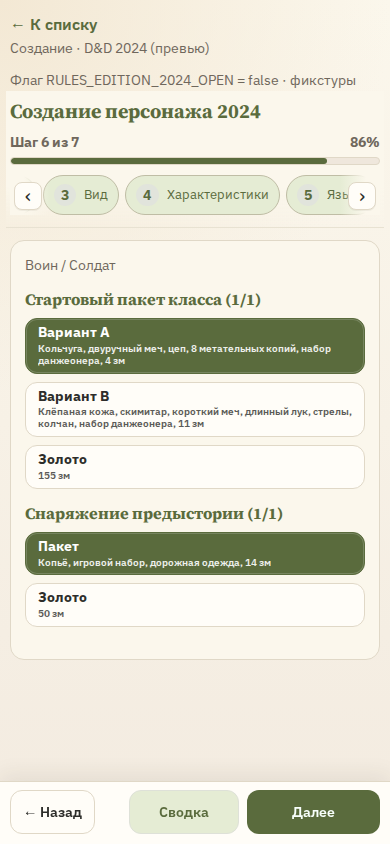 ← К списку
Создание · D&D 2024 (превью)
Флаг RULES_EDITION_2024_OPEN = false · фикстуры
Создание персонажа 2024
Шаг 6 из 7 86%
‹ 3 Вид 4 Характеристики 5 Язы ›
Воин / Солдат
Стартовый пакет класса (1/1)
Вариант A
Кольчуга, двуручный меч, цеп, 8 метательных копий, набор
данжеонера, 4 зм
Вариант B
Клёпаная кожа, скимитар, короткий меч, длинный лук, стрелы,
колчан, набор данжеонера, 11 зм
Золото
155 зм
Снаряжение предыстории (1/1)
Пакет
Копьё, игровой набор, дорожная одежда, 14 зм
Золото
50 зм
← Назад Сводка Далее